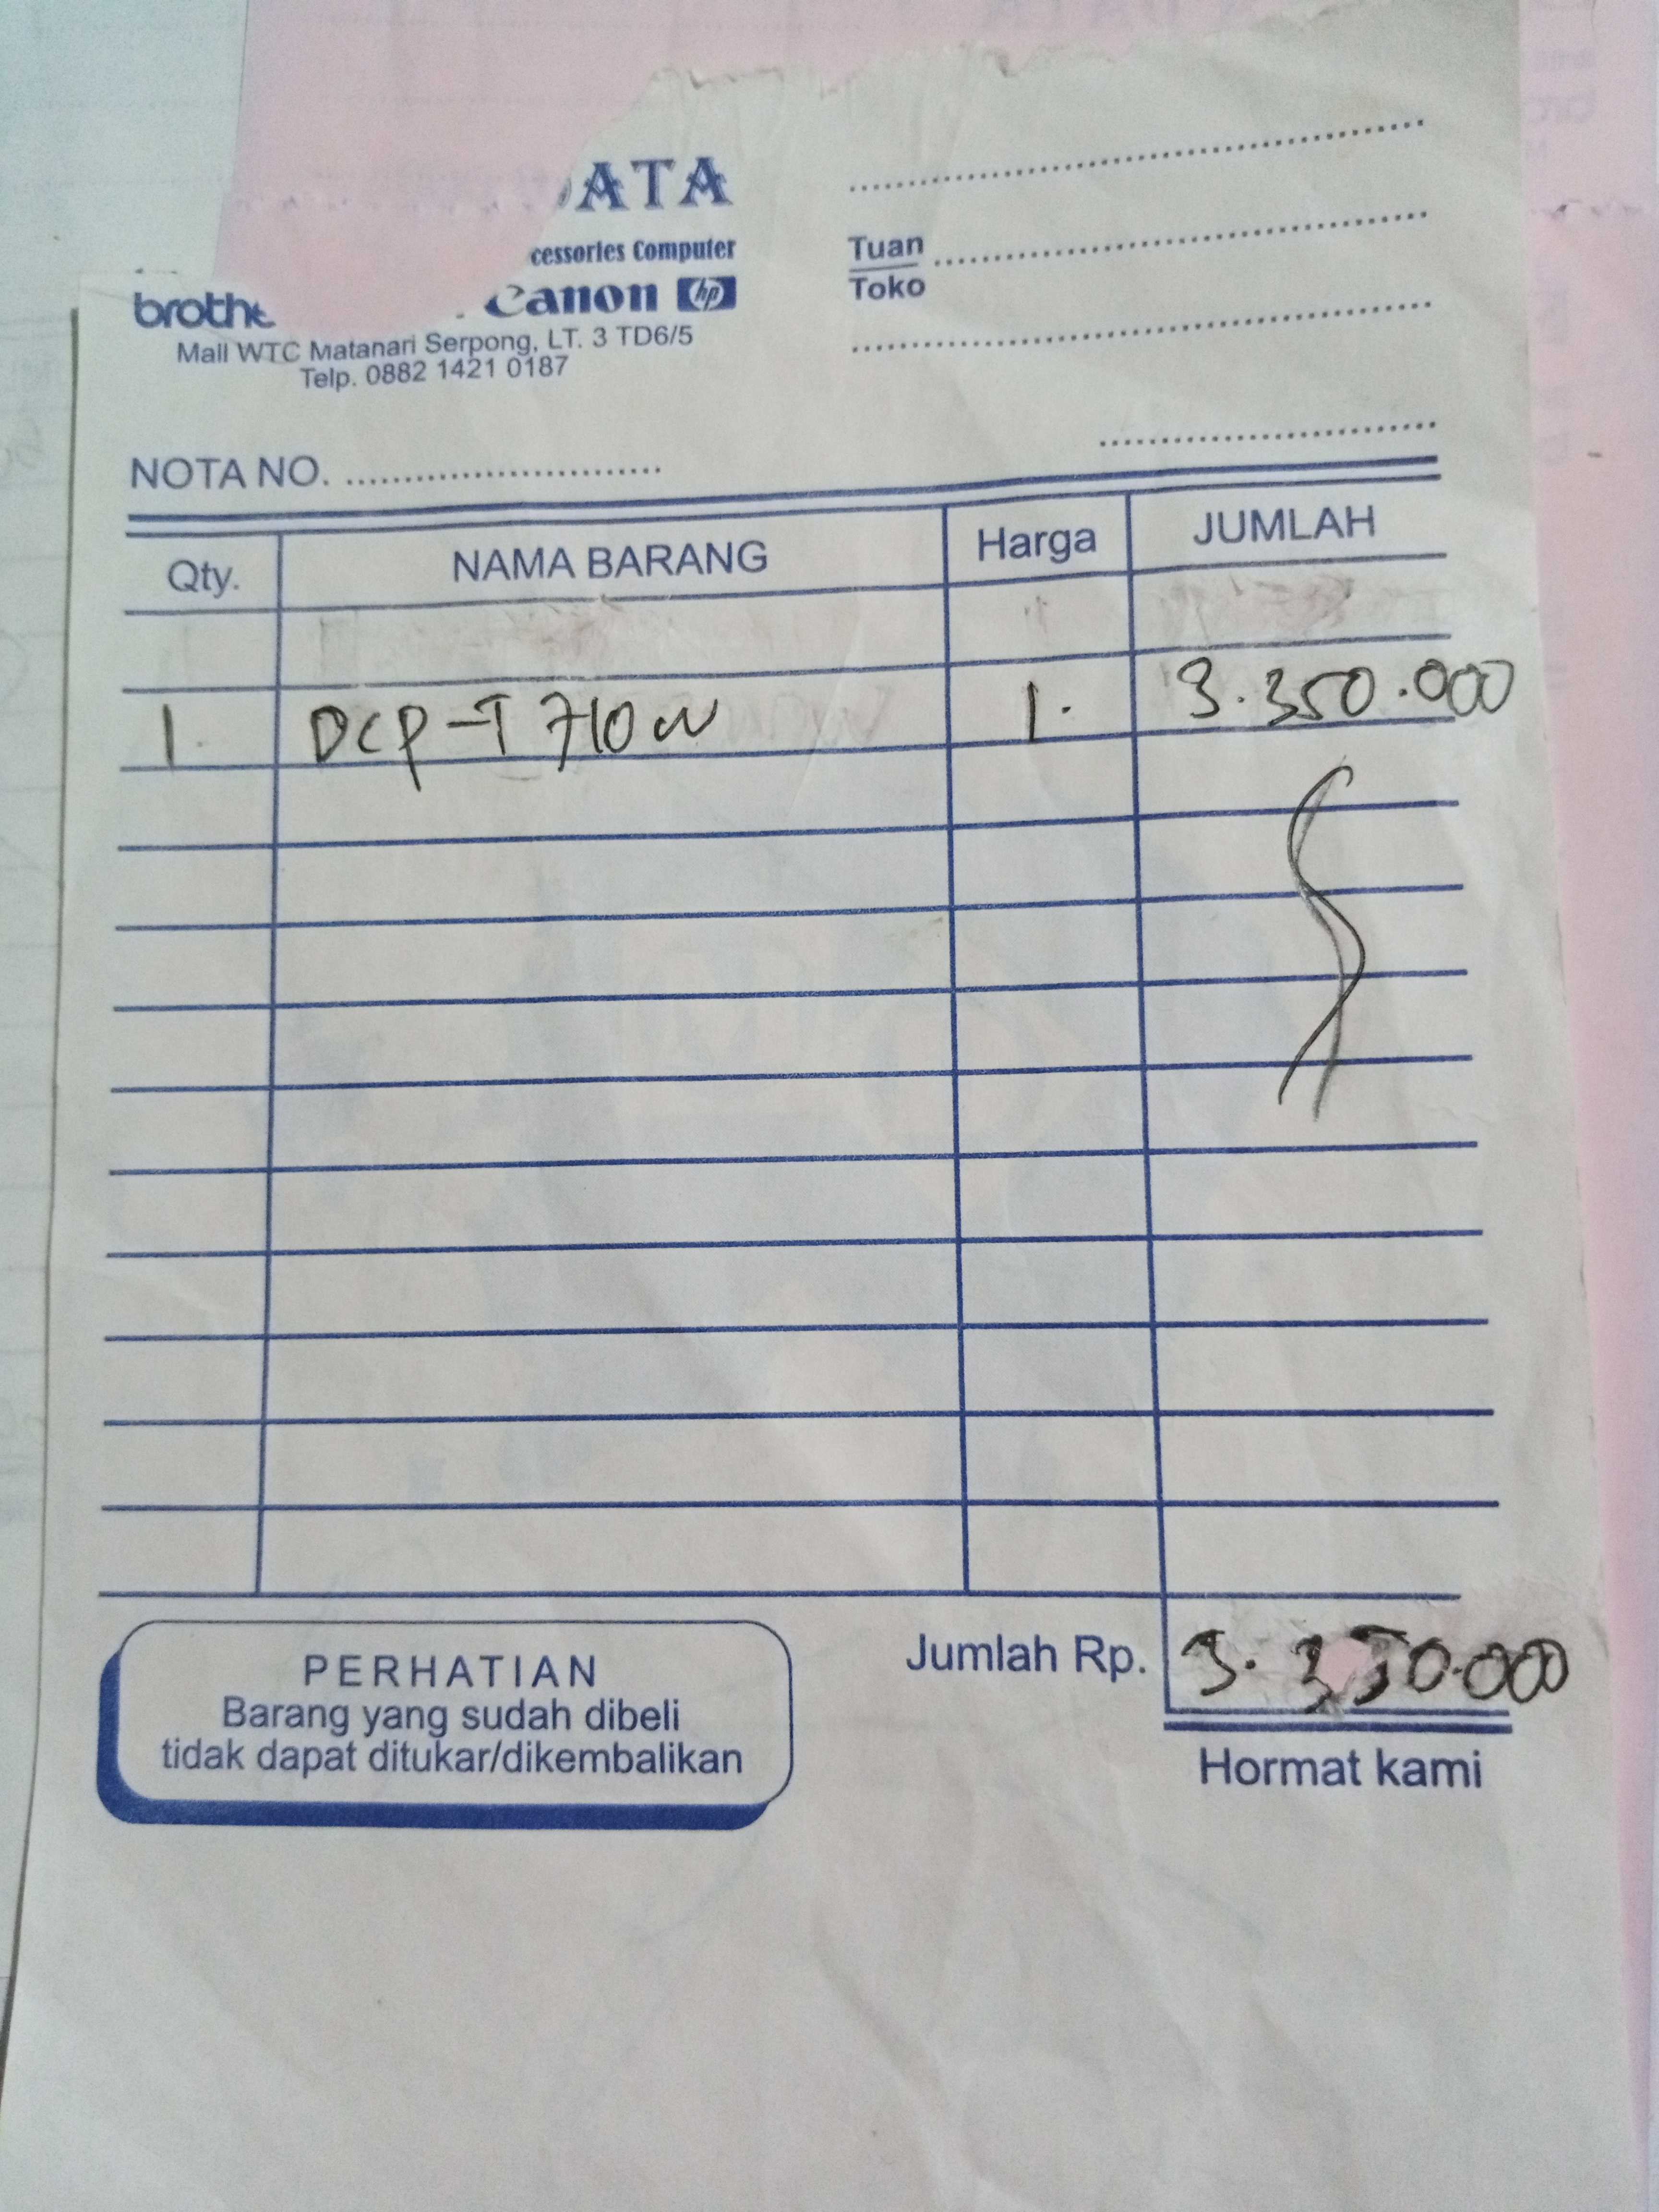 ATA
cessories Computer
brothe Canon hp
Mall WTC Matanari Serpong, LT. 3 TD6/5
Telp. 0882 1421 0187
Tuan
Toko
NOTA NO.
Qty. NAMA BARANG Harga JUMLAH
1. DCP-T 710W 1. 3.350.000
Jumlah Rp. 3.350.000
PERHATIAN
Barang yang sudah dibeli
tidak dapat ditukar/dikembalikan
Hormat kami